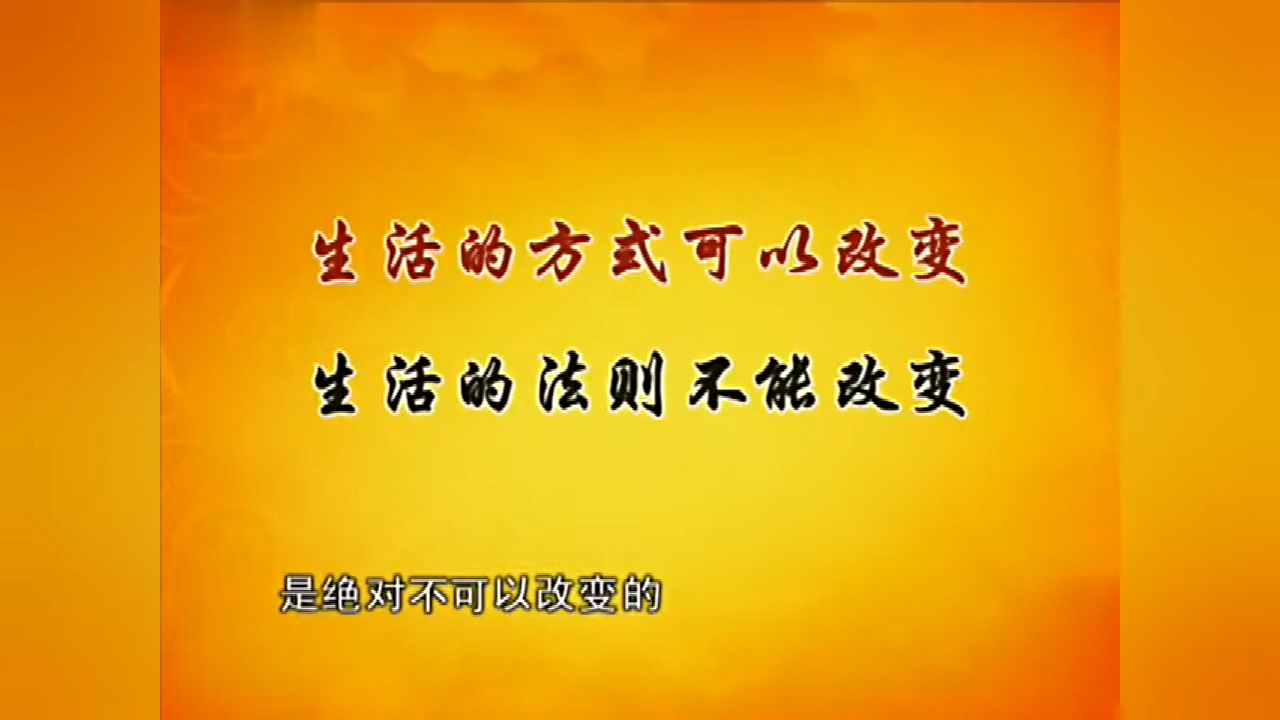 生活的方式可以改变
生活的法则不能改变
是绝对不可以改变的